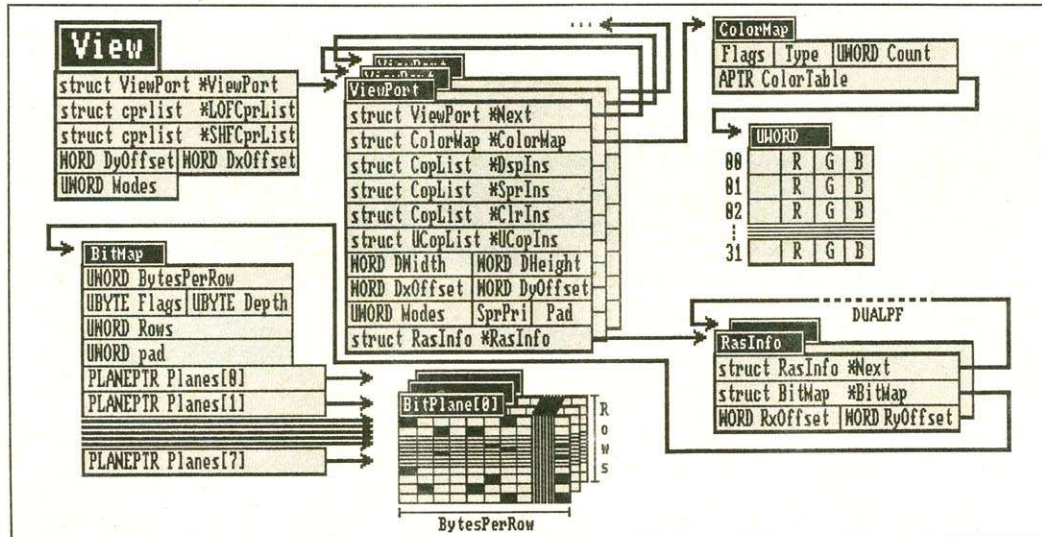 View
struct ViewPort *ViewPort
struct cprlist *LOFCprList
struct cprlist *SHFCprList
WORD DyOffset WORD DxOffset
UWORD Modes
...
ViewPort
ViewPort
ViewPort
struct ViewPort *Next
struct ColorMap *ColorMap
struct CopList *DspIns
struct CopList *SprIns
struct CopList *ClrIns
struct UCopList *UCopIns
WORD DWidth WORD DHeight
WORD DxOffset WORD DyOffset
UWORD Modes SprPri Pad
struct RasInfo *RasInfo
ColorMap
Flags Type UWORD Count
APTR ColorTable
UWORD
00 R G B
01 R G B
02 R G B
⋮
31 R G B
BitMap
UWORD BytesPerRow
UBYTE Flags UBYTE Depth
UWORD Rows
UWORD pad
PLANEPTR Planes[0]
PLANEPTR Planes[1]
PLANEPTR Planes[7]
BitPlane[0]
ROWS
BytesPerRow
DUALPF
RasInfo
struct RasInfo *Next
struct BitMap *BitMap
WORD RxOffset WORD RyOffset